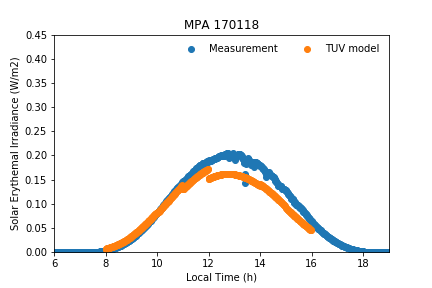 MPA 170118
Measurement TUV model
Solar Erythemal Irradiance (W/m2)
0.45
0.40
0.35
0.30
0.25
0.20
0.15
0.10
0.05
0.00
6 8 10 12 14 16 18
Local Time (h)